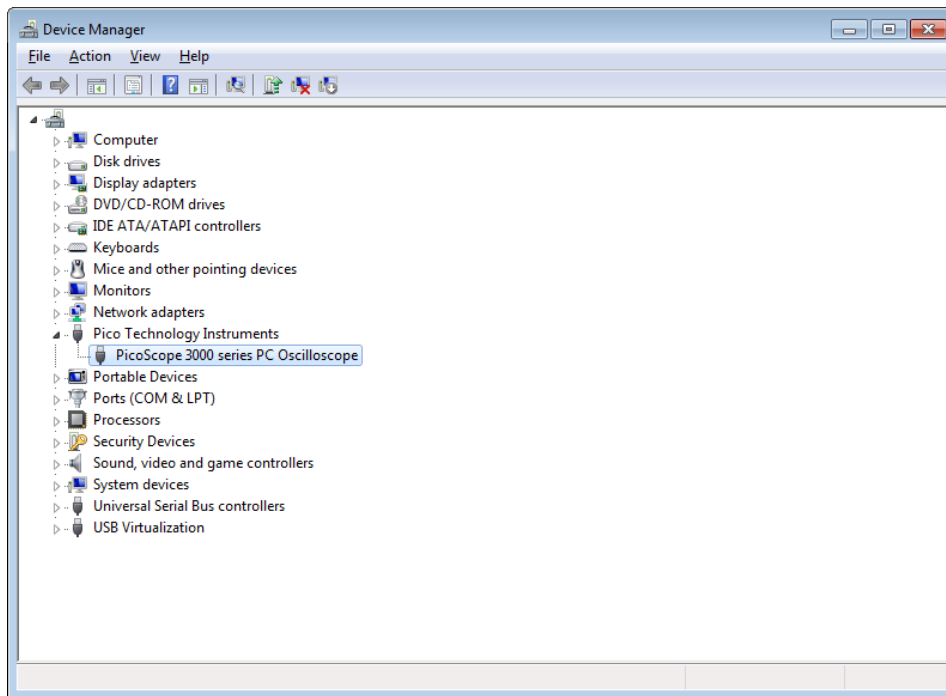 Device Manager
File Action View Help
Computer
Disk drives
Display adapters
DVD/CD-ROM drives
IDE ATA/ATAPI controllers
Keyboards
Mice and other pointing devices
Monitors
Network adapters
Pico Technology Instruments
PicoScope 3000 series PC Oscilloscope
Portable Devices
Ports (COM & LPT)
Processors
Security Devices
Sound, video and game controllers
System devices
Universal Serial Bus controllers
USB Virtualization